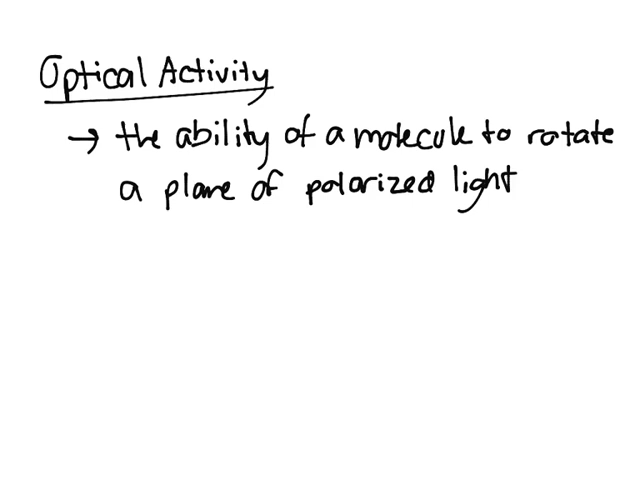 Optical Activity
→ the ability of a molecule to rotate
a plane of polarized light